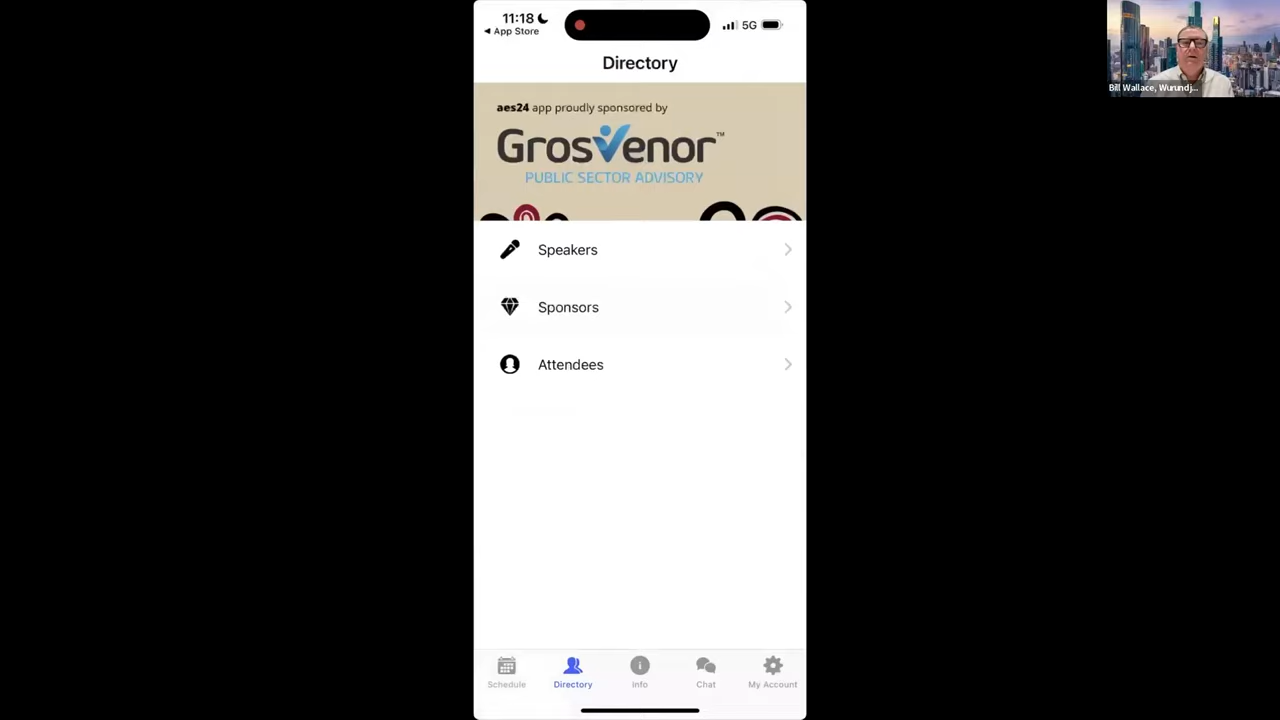 11:18
5G
App Store
Bill Wallace, Wurundj...
Directory
aes24 app proudly sponsored by
Grosvenor™
PUBLIC SECTOR ADVISORY
Speakers
Sponsors
Attendees
Schedule
Directory
Info
Chat
My Account